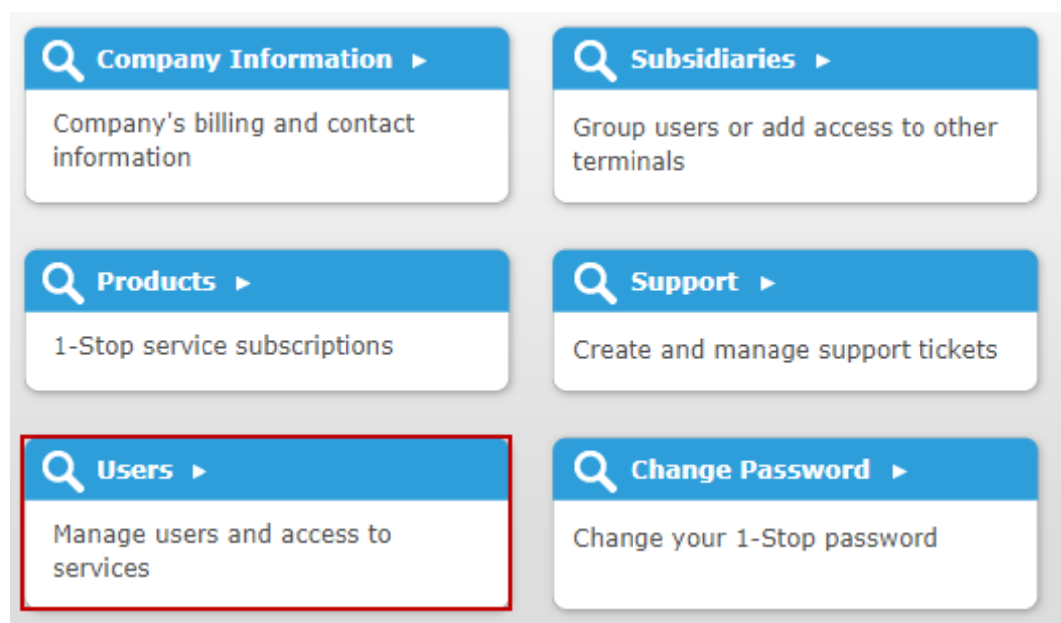 Company Information ►
Company's billing and contact
information
Subsidiaries ►
Group users or add access to other
terminals
Products ►
1-Stop service subscriptions
Support ►
Create and manage support tickets
Users ►
Manage users and access to
services
Change Password ►
Change your 1-Stop password